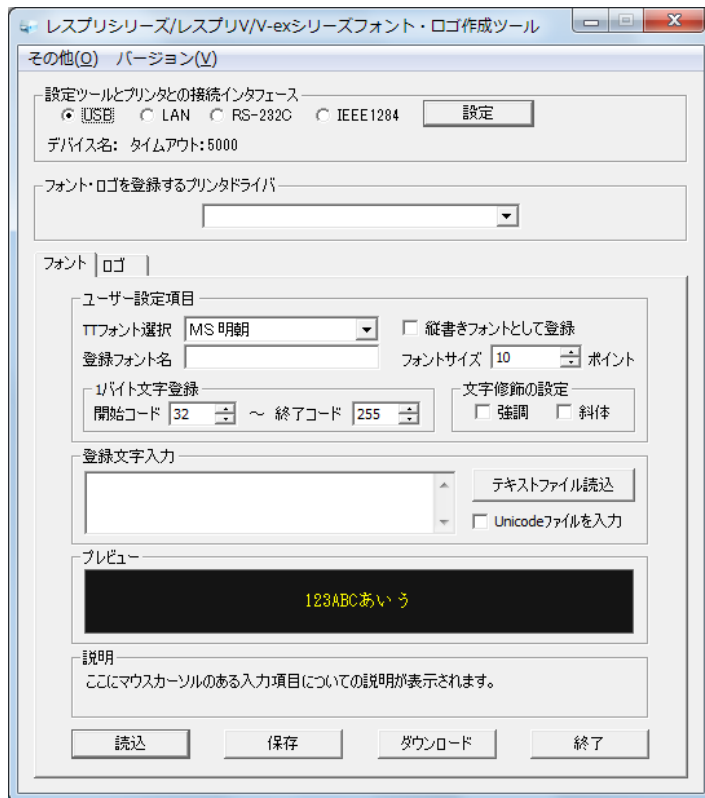 レスプリシリーズ/レスプリV/V-exシリーズフォント・ロゴ作成ツール
その他(O) バージョン(V)
設定ツールとプリンタとの接続インタフェース
USB LAN RS-232C IEEE1284 設定
デバイス名: タイムアウト:5000
フォント・ロゴを登録するプリンタドライバ
フォント ロゴ
ユーザー設定項目
TTフォント選択 MS 明朝 縦書きフォントとして登録
登録フォント名 フォントサイズ 10 ポイント
1バイト文字登録 文字修飾の設定
開始コード 32 ～ 終了コード 255 強調 斜体
登録文字入力
テキストファイル読込
Unicodeファイルを入力
プレビュー
123ABCあいう
説明
ここにマウスカーソルのある入力項目についての説明が表示されます。
読込 保存 ダウンロード 終了